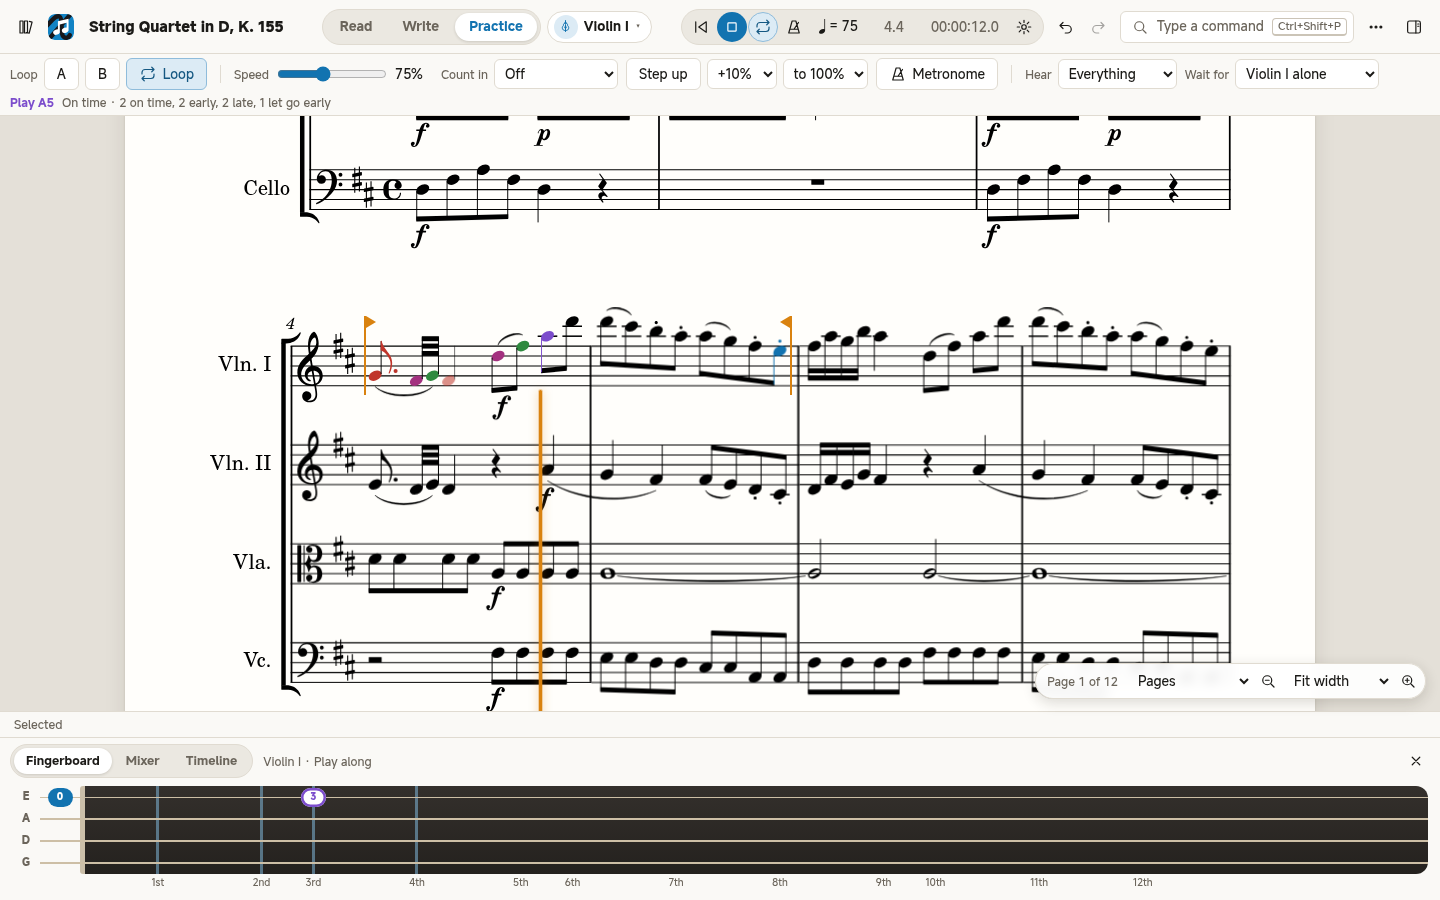 String Quartet in D, K. 155
Read Write Practice
Violin I
= 75 4.4 00:00:12.0
Type a command Ctrl+Shift+P
Loop A B Loop Speed 75% Count in Off Step up +10% to 100% Metronome Hear Everything Wait for Violin I alone
Play A5 On time · 2 on time, 2 early, 2 late, 1 let go early
f p f p
Cello
f f
4
Vln. I
f
Vln. II
f
Vla.
f
Vc.
f
Page 1 of 12 Pages Fit width
Selected
Fingerboard Mixer Timeline Violin I · Play along
E 0 3
A
D
G
1st 2nd 3rd 4th 5th 6th 7th 8th 9th 10th 11th 12th